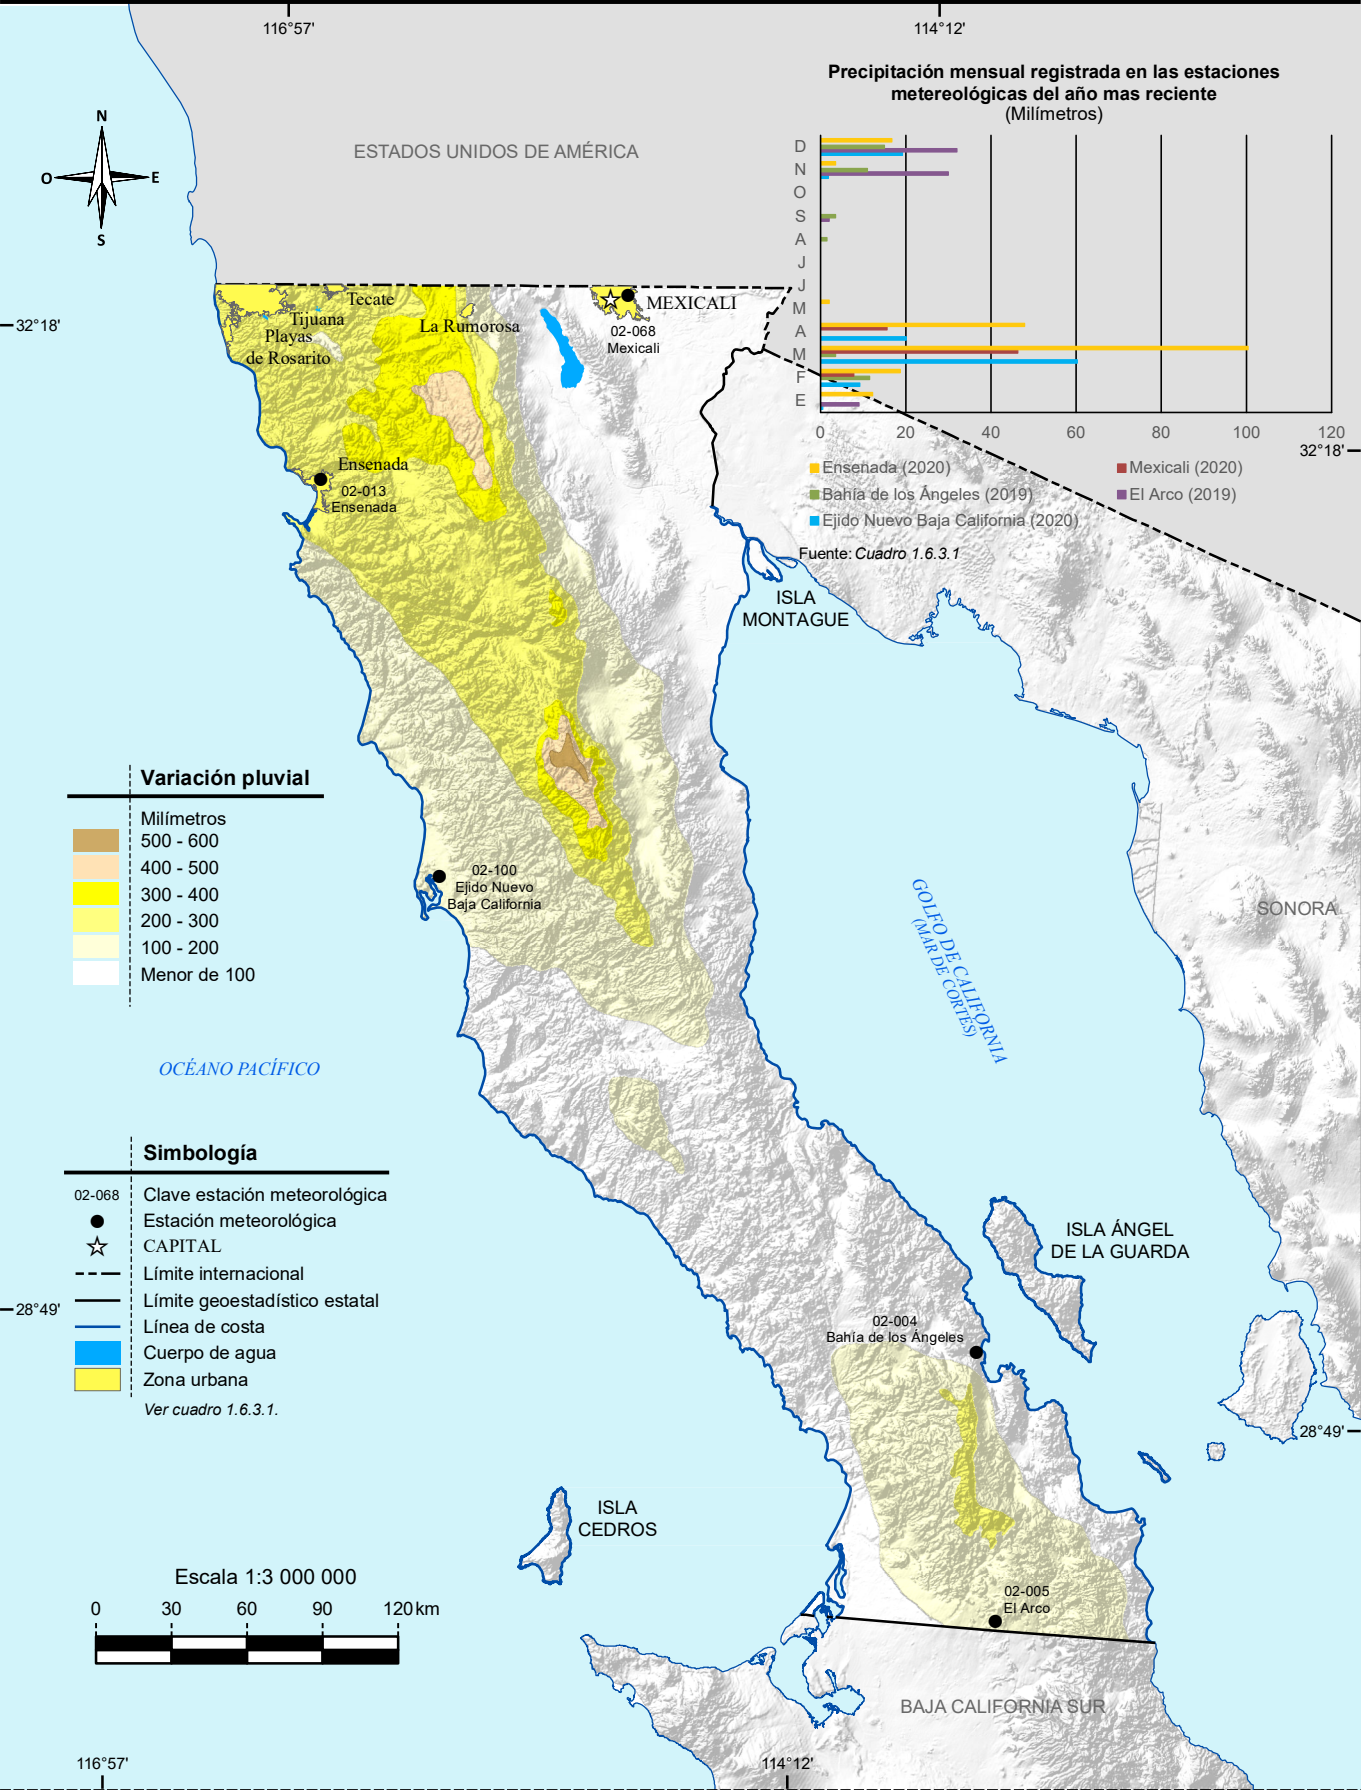 116°57'
114°12'
Precipitación mensual registrada en las estaciones
metereológicas del año mas reciente
(Milímetros)
N
O
E
S
ESTADOS UNIDOS DE AMÉRICA
D
N
O
S
A
J
J
M
A
M
F
E
0
20
40
60
80
100
120
32°18'
32°18'
Ensenada (2020)
Mexicali (2020)
Bahía de los Ángeles (2019)
El Arco (2019)
Ejido Nuevo Baja California (2020)
Fuente: Cuadro 1.6.3.1
Tecate
Tijuana
Playas
de Rosarito
La Rumorosa
MEXICALI
02-068
Mexicali
Ensenada
02-013
Ensenada
ISLA
MONTAGUE
Variación pluvial
Milímetros
500 - 600
400 - 500
300 - 400
200 - 300
100 - 200
Menor de 100
02-100
Ejido Nuevo
Baja California
GOLFO DE CALIFORNIA
(MAR DE CORTÉS)
SONORA
OCÉANO PACÍFICO
Simbología
02-068 Clave estación meteorológica
Estación meteorológica
CAPITAL
Límite internacional
Límite geoestadístico estatal
Línea de costa
Cuerpo de agua
Zona urbana
Ver cuadro 1.6.3.1.
28°49'
ISLA ÁNGEL
DE LA GUARDA
02-004
Bahía de los Ángeles
28°49'
ISLA
CEDROS
02-005
El Arco
Escala 1:3 000 000
0
30
60
90
120 km
BAJA CALIFORNIA SUR
116°57'
114°12'